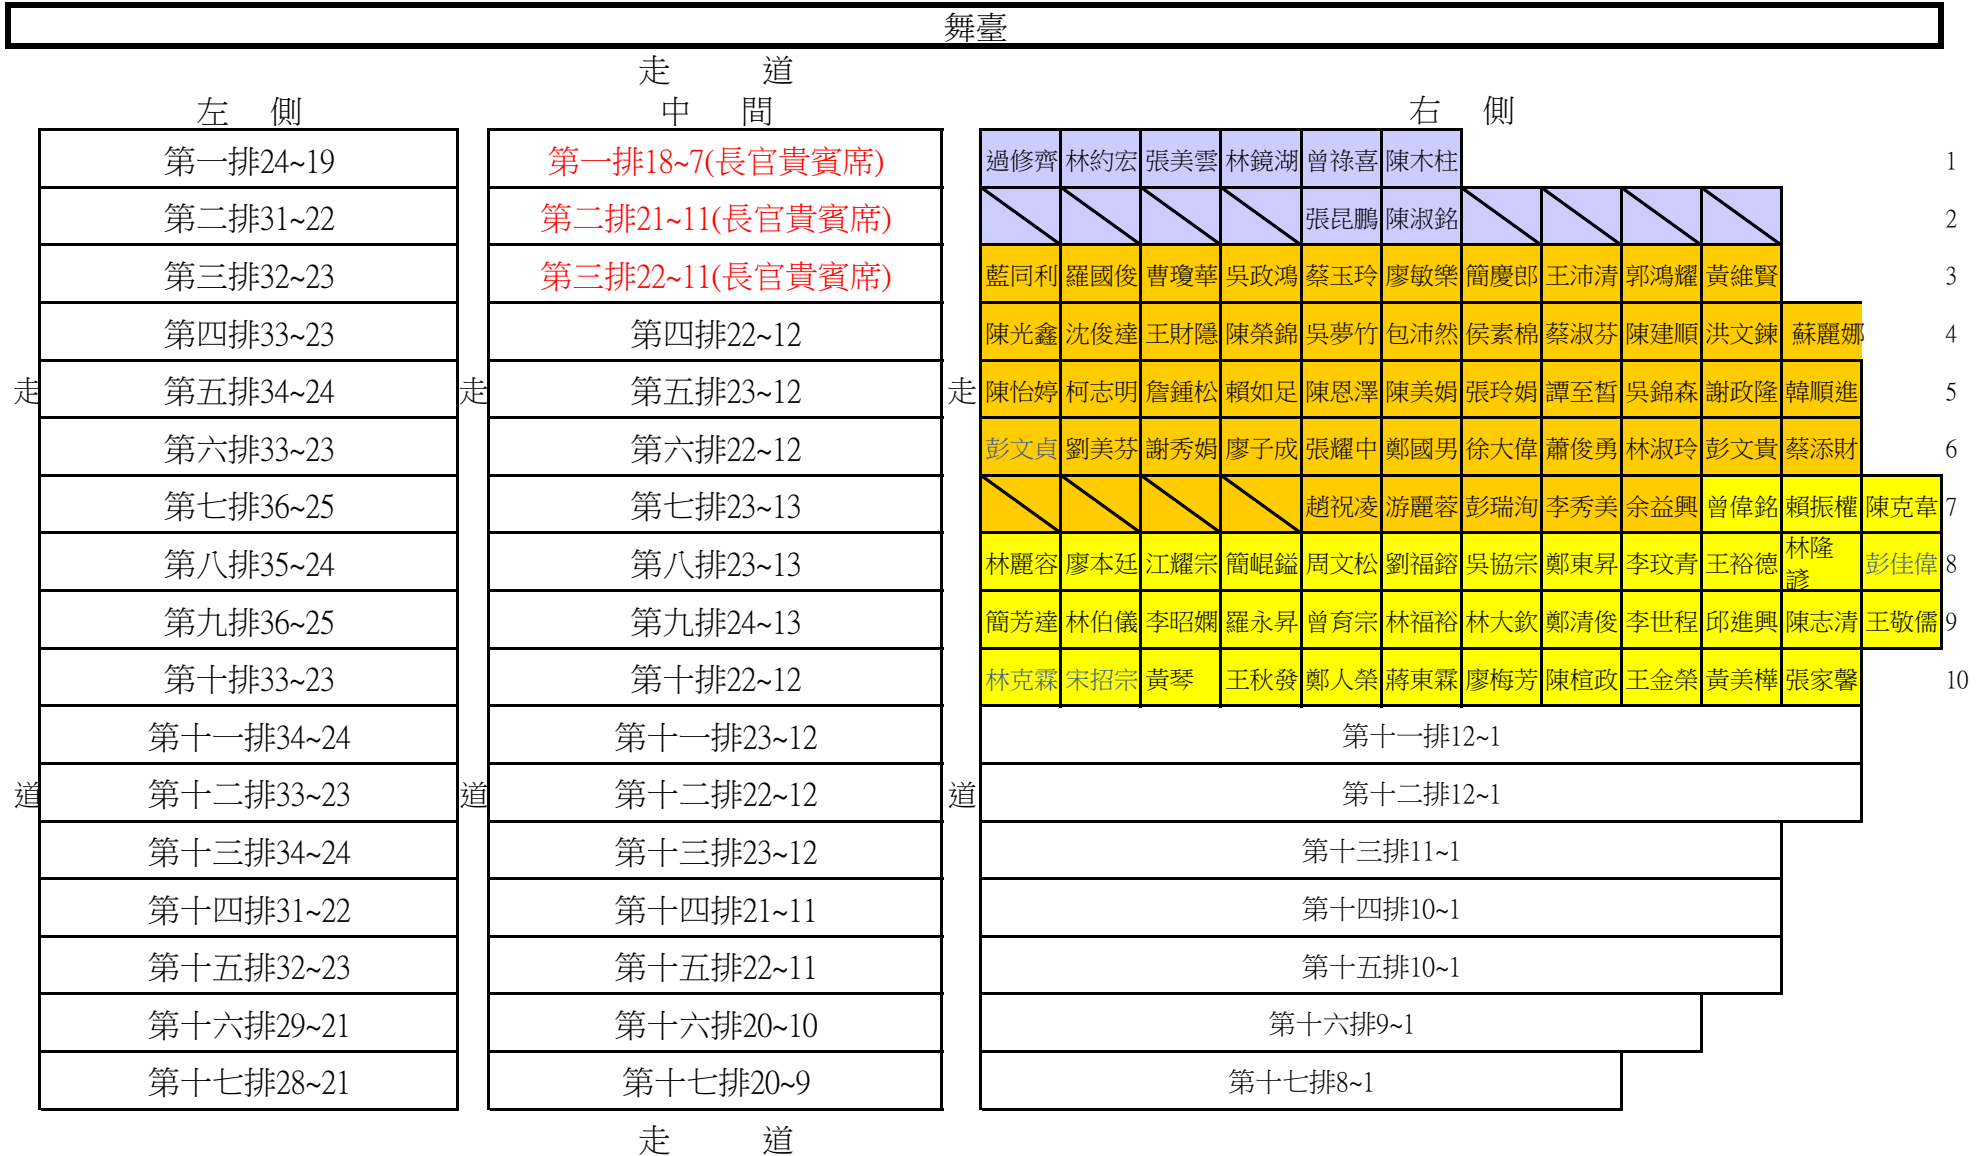 舞臺
走 道
左 側 中 間 右 側
第一排24~19 第一排18~7(長官貴賓席) 過修齊 林約宏 張美雲 林鏡湖 曾祿喜 陳木柱 1
第二排31~22 第二排21~11(長官貴賓席) 張昆鵬 陳淑銘 2
第三排32~23 第三排22~11(長官貴賓席) 藍同利 羅國俊 曹瓊華 吳政鴻 蔡玉玲 廖敏樂 簡慶郎 王沛清 郭鴻耀 黃維賢 3
第四排33~23 第四排22~12 陳光鑫 沈俊達 王財隱 陳榮錦 吳夢竹 包沛然 侯素棉 蔡淑芬 陳建順 洪文鍊 蘇麗娜 4
走 第五排34~24 走 第五排23~12 走 陳怡婷 柯志明 詹鍾松 賴如足 陳恩澤 陳美娟 張玲娟 譚至皙 吳錦森 謝政隆 韓順進 5
第六排33~23 第六排22~12 彭文貞 劉美芬 謝秀娟 廖子成 張耀中 鄭國男 徐大偉 蕭俊勇 林淑玲 彭文貴 蔡添財 6
第七排36~25 第七排23~13 趙祝凌 游麗蓉 彭瑞洵 李秀美 余益興 曾偉銘 賴振權 陳克韋 7
第八排35~24 第八排23~13 林麗容 廖本廷 江耀宗 簡崐鎰 周文松 劉福鎔 吳協宗 鄭東昇 李玟青 王裕德 林隆諺 彭佳偉 8
第九排36~25 第九排24~13 簡芳達 林伯儀 李昭嫻 羅永昇 曾育宗 林福裕 林大欽 鄭清俊 李世程 邱進興 陳志清 王敬儒 9
第十排33~23 第十排22~12 林克霖 宋招宗 黃琴 王秋發 鄭人榮 蔣東霖 廖梅芳 陳楦政 王金榮 黃美樺 張家馨 10
第十一排34~24 第十一排23~12 第十一排12~1
道 第十二排33~23 道 第十二排22~12 道 第十二排12~1
第十三排34~24 第十三排23~12 第十三排11~1
第十四排31~22 第十四排21~11 第十四排10~1
第十五排32~23 第十五排22~11 第十五排10~1
第十六排29~21 第十六排20~10 第十六排9~1
第十七排28~21 第十七排20~9 第十七排8~1
走 道